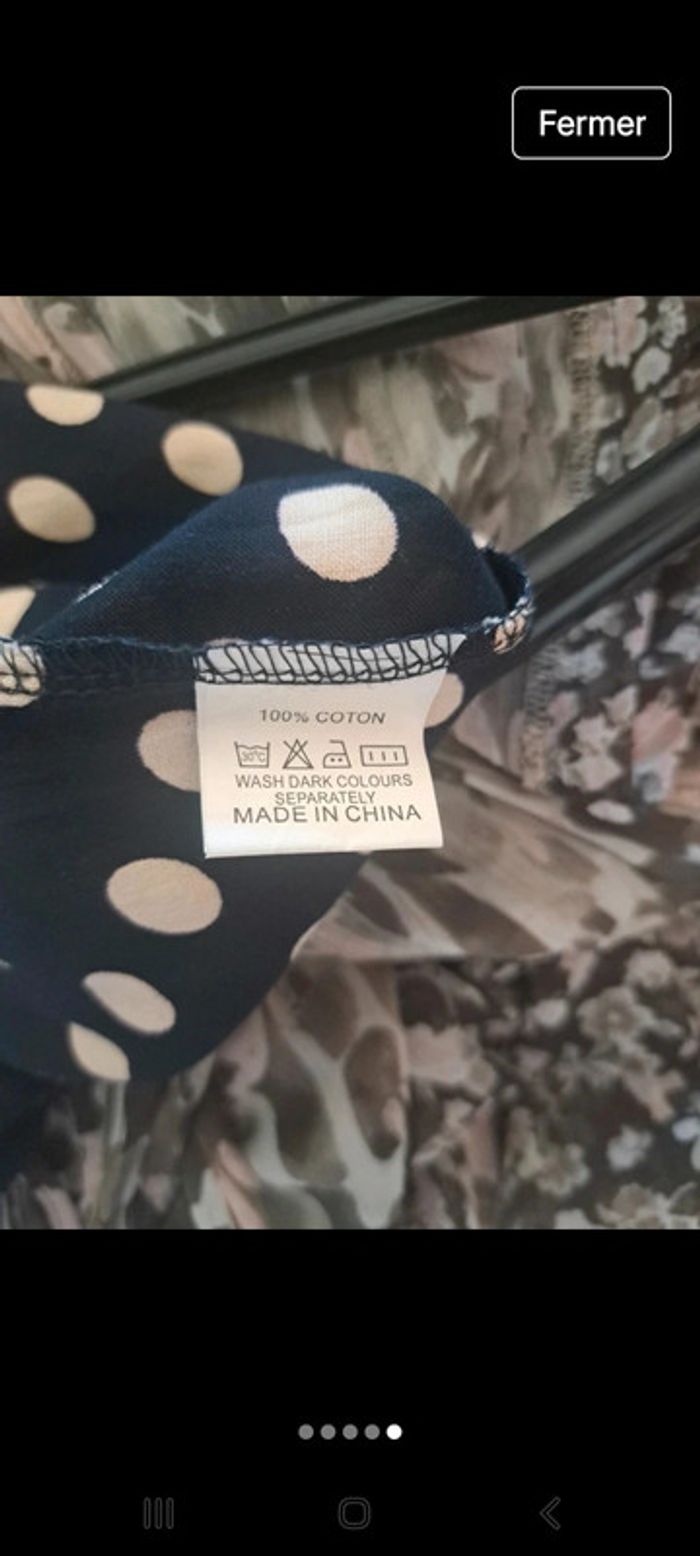 Fermer
100% COTON
30°C
WASH DARK COLOURS
SEPARATELY
MADE IN CHINA